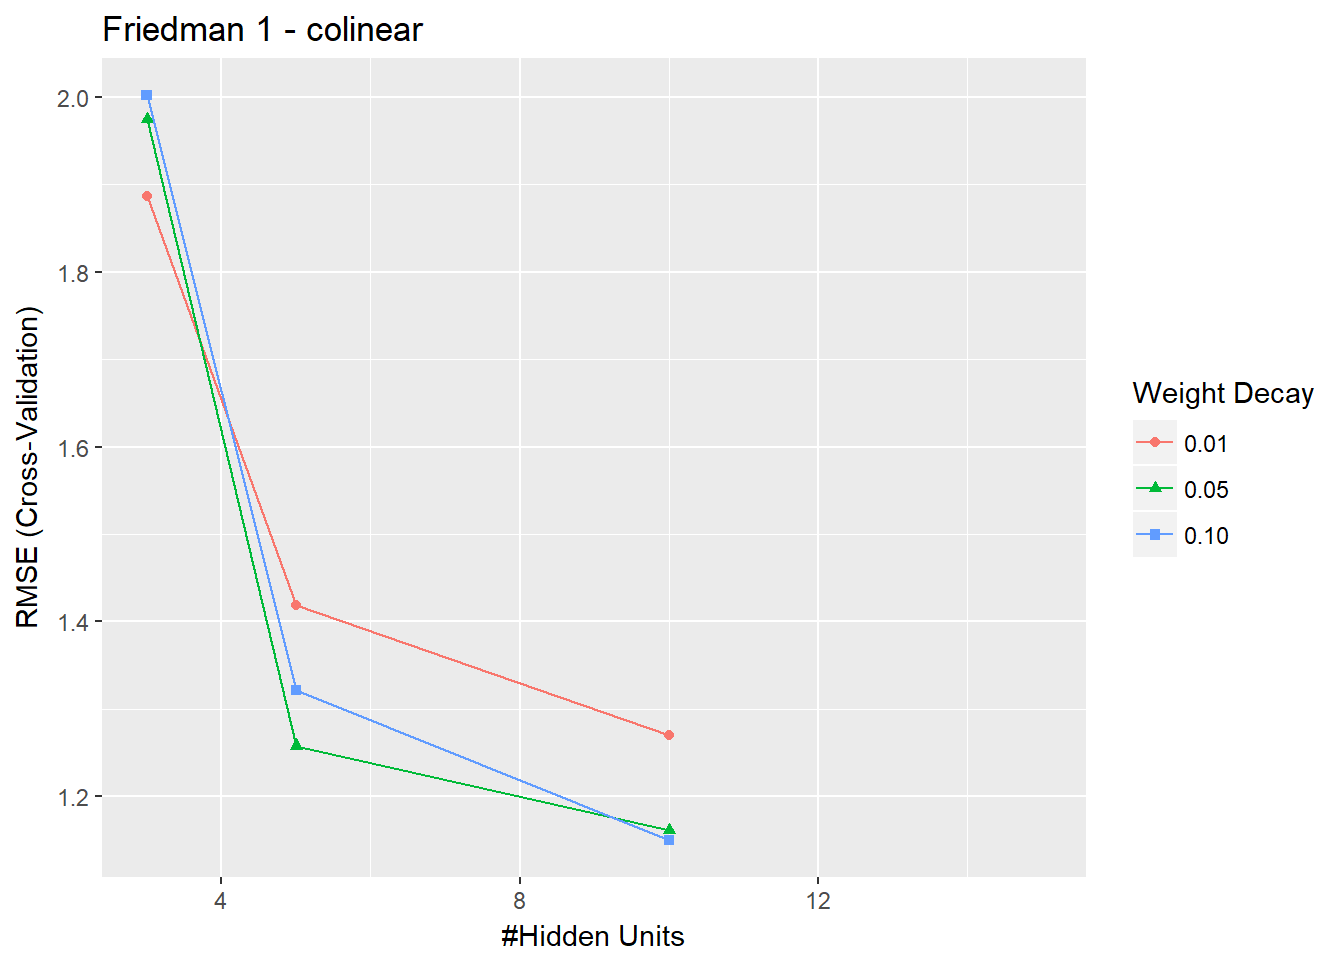 Friedman 1 - colinear
2.0
1.8
1.6
1.4
1.2
RMSE (Cross-Validation)
4
8
12
#Hidden Units
Weight Decay
0.01
0.05
0.10